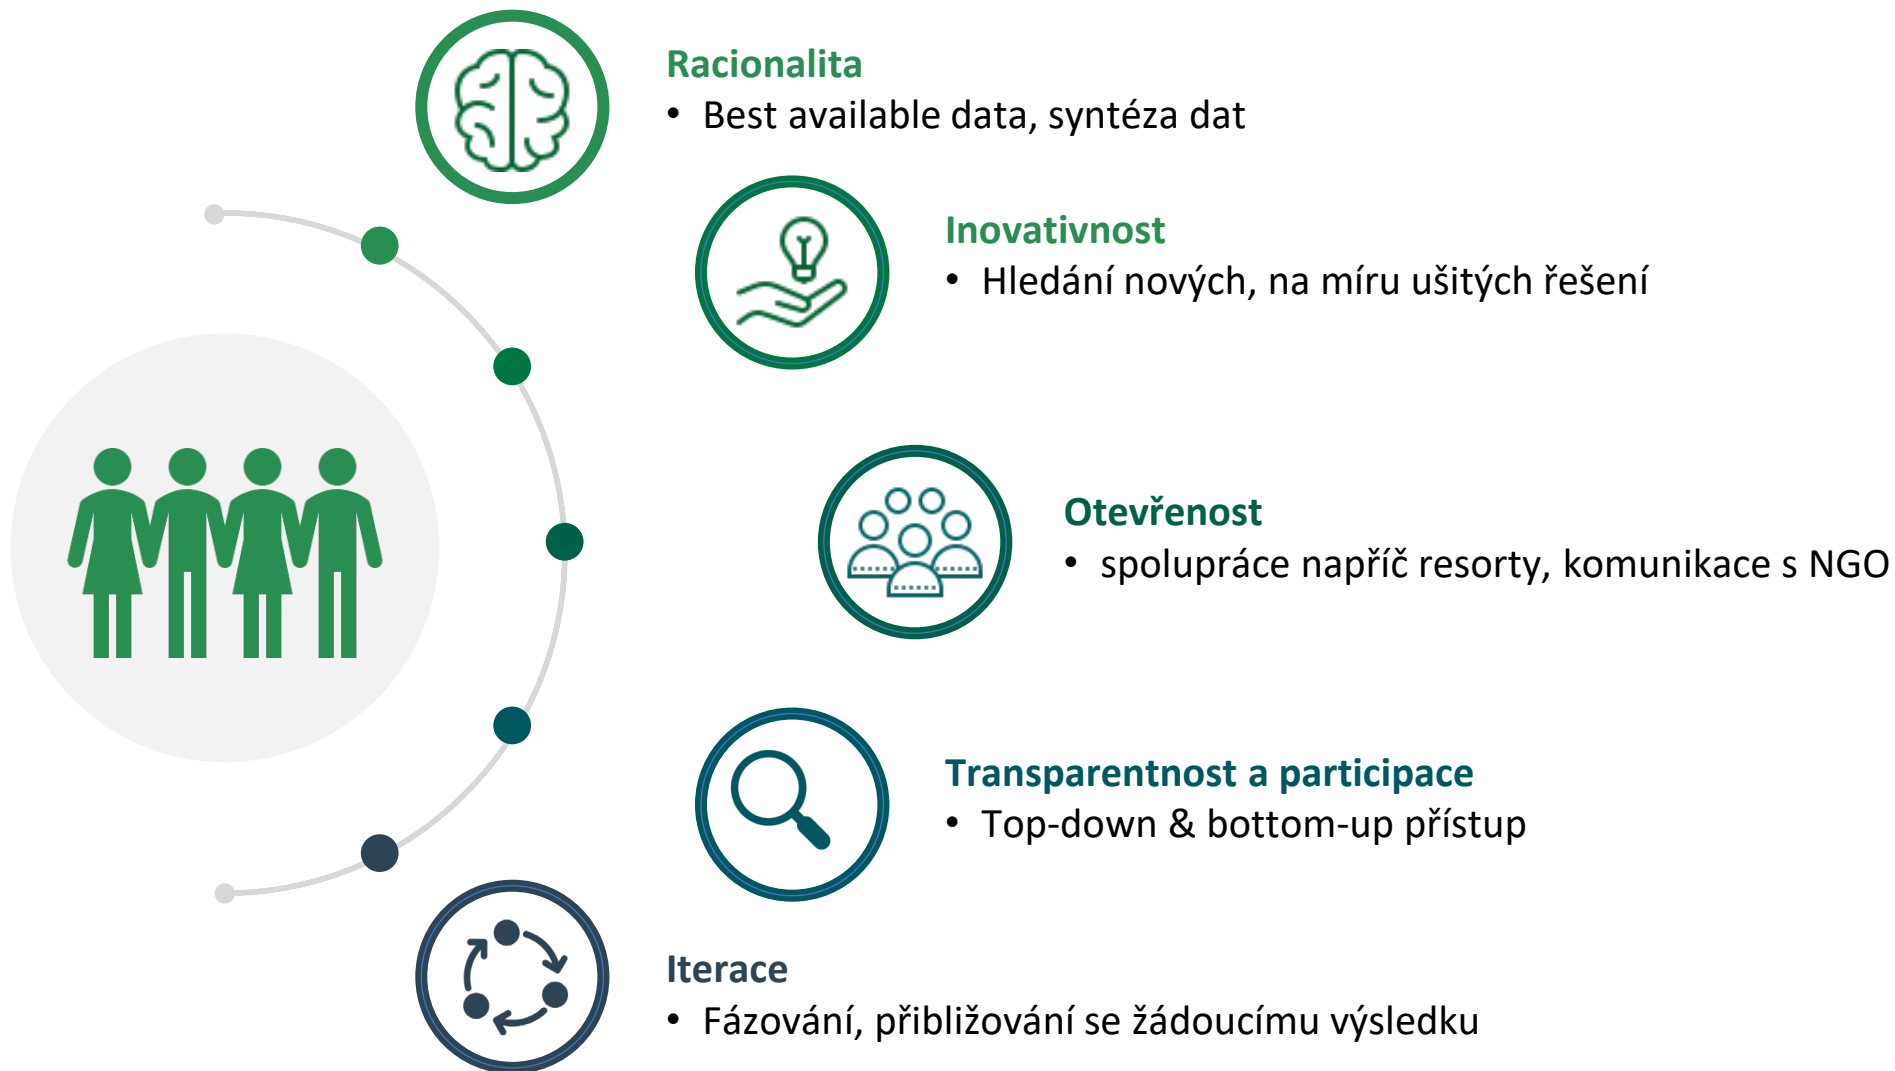 Racionalita
• Best available data, syntéza dat
Inovativnost
• Hledání nových, na míru ušitých řešení
Otevřenost
• spolupráce napříč resorty, komunikace s NGO
Transparentnost a participace
• Top-down & bottom-up přístup
Iterace
• Fázování, přibližování se žádoucímu výsledku